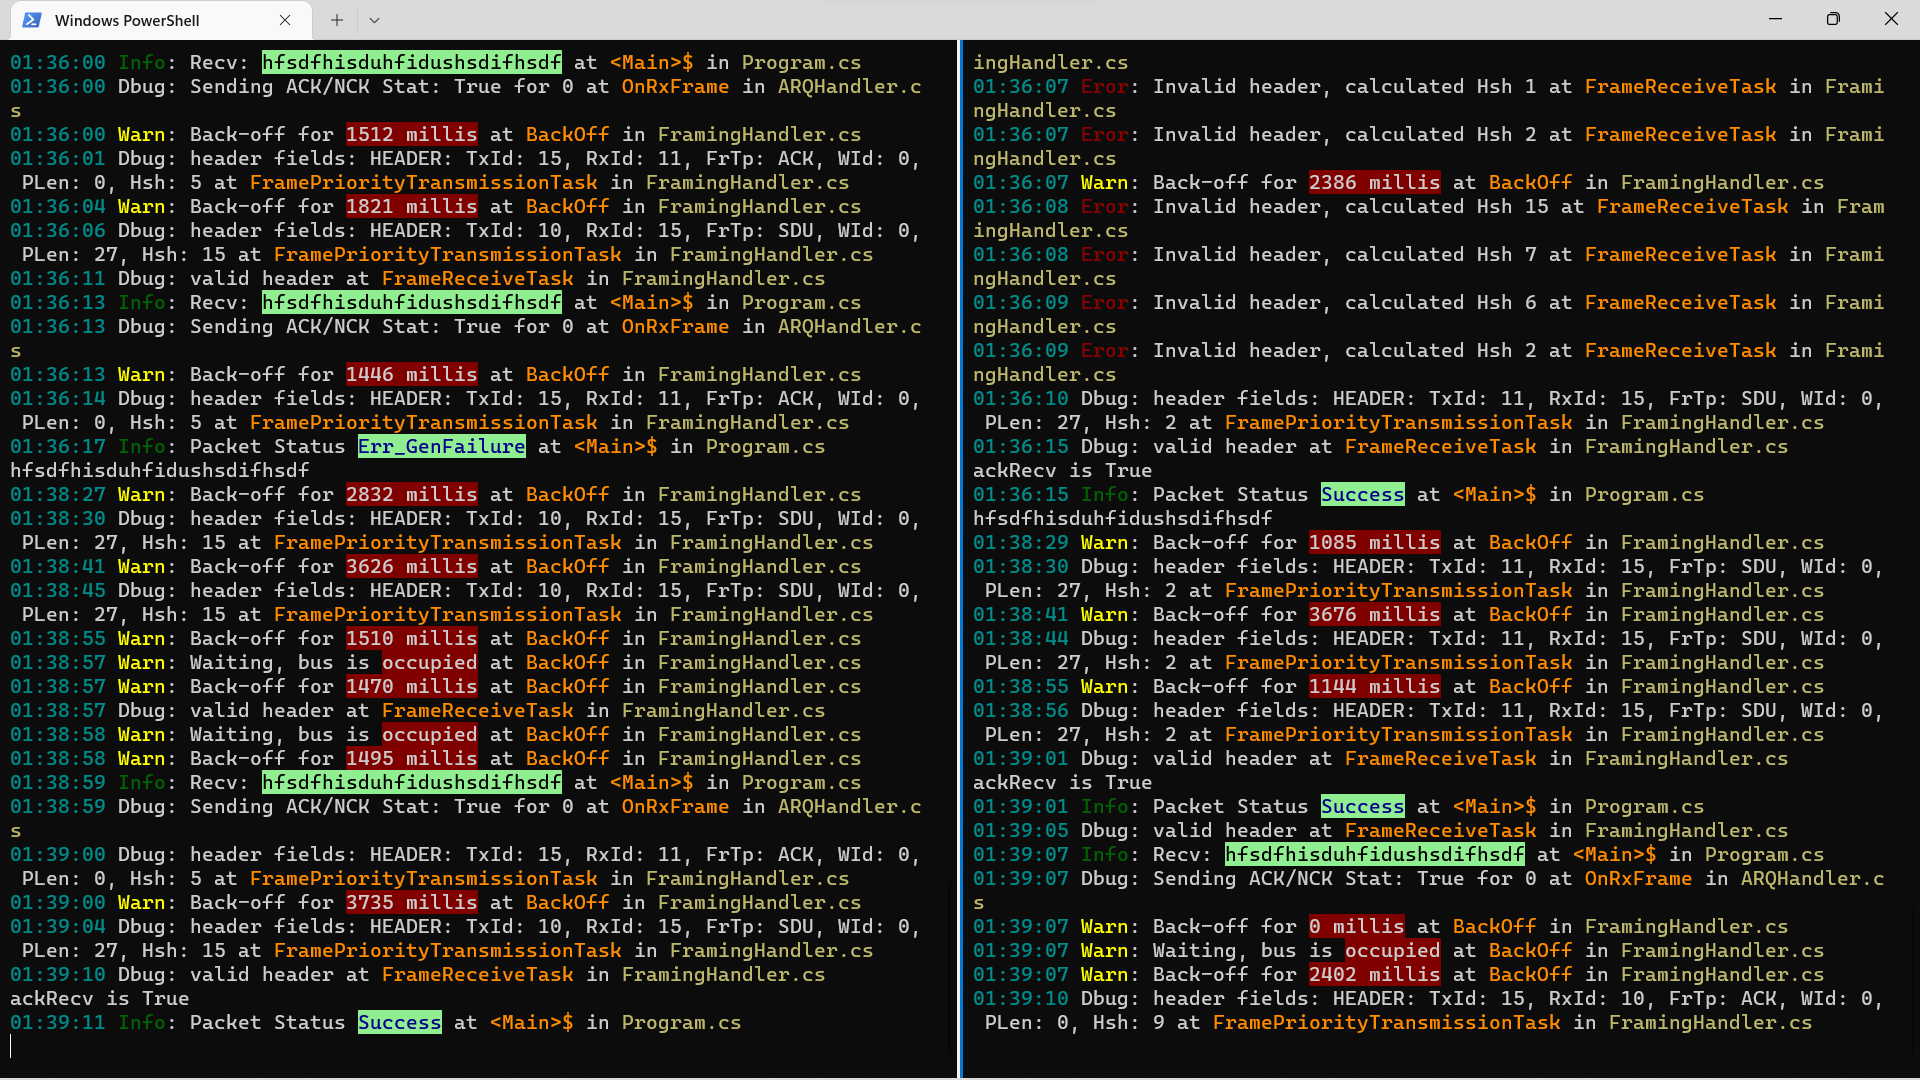 Windows PowerShell
01:36:00 Info: Recv: hfsdfhisduhfidushsdifhsdf at <Main>$ in Program.cs
01:36:00 Dbug: Sending ACK/NCK Stat: True for 0 at OnRxFrame in ARQHandler.c
s
01:36:00 Warn: Back-off for 1512 millis at BackOff in FramingHandler.cs
01:36:01 Dbug: header fields: HEADER: TxId: 15, RxId: 11, FrTp: ACK, WId: 0,
PLen: 0, Hsh: 5 at FramePriorityTransmissionTask in FramingHandler.cs
01:36:04 Warn: Back-off for 1821 millis at BackOff in FramingHandler.cs
01:36:06 Dbug: header fields: HEADER: TxId: 10, RxId: 15, FrTp: SDU, WId: 0,
PLen: 27, Hsh: 15 at FramePriorityTransmissionTask in FramingHandler.cs
01:36:11 Dbug: valid header at FrameReceiveTask in FramingHandler.cs
01:36:13 Info: Recv: hfsdfhisduhfidushsdifhsdf at <Main>$ in Program.cs
01:36:13 Dbug: Sending ACK/NCK Stat: True for 0 at OnRxFrame in ARQHandler.c
s
01:36:13 Warn: Back-off for 1446 millis at BackOff in FramingHandler.cs
01:36:14 Dbug: header fields: HEADER: TxId: 15, RxId: 11, FrTp: ACK, WId: 0,
PLen: 0, Hsh: 5 at FramePriorityTransmissionTask in FramingHandler.cs
01:36:17 Info: Packet Status Err_GenFailure at <Main>$ in Program.cs
hfsdfhisduhfidushsdifhsdf
01:38:27 Warn: Back-off for 2832 millis at BackOff in FramingHandler.cs
01:38:30 Dbug: header fields: HEADER: TxId: 10, RxId: 15, FrTp: SDU, WId: 0,
PLen: 27, Hsh: 15 at FramePriorityTransmissionTask in FramingHandler.cs
01:38:41 Warn: Back-off for 3626 millis at BackOff in FramingHandler.cs
01:38:45 Dbug: header fields: HEADER: TxId: 10, RxId: 15, FrTp: SDU, WId: 0,
PLen: 27, Hsh: 15 at FramePriorityTransmissionTask in FramingHandler.cs
01:38:55 Warn: Back-off for 1510 millis at BackOff in FramingHandler.cs
01:38:57 Warn: Waiting, bus is occupied at BackOff in FramingHandler.cs
01:38:57 Warn: Back-off for 1470 millis at BackOff in FramingHandler.cs
01:38:57 Dbug: valid header at FrameReceiveTask in FramingHandler.cs
01:38:58 Warn: Waiting, bus is occupied at BackOff in FramingHandler.cs
01:38:58 Warn: Back-off for 1495 millis at BackOff in FramingHandler.cs
01:38:59 Info: Recv: hfsdfhisduhfidushsdifhsdf at <Main>$ in Program.cs
01:38:59 Dbug: Sending ACK/NCK Stat: True for 0 at OnRxFrame in ARQHandler.c
s
01:39:00 Dbug: header fields: HEADER: TxId: 15, RxId: 11, FrTp: ACK, WId: 0,
PLen: 0, Hsh: 5 at FramePriorityTransmissionTask in FramingHandler.cs
01:39:00 Warn: Back-off for 3735 millis at BackOff in FramingHandler.cs
01:39:04 Dbug: header fields: HEADER: TxId: 10, RxId: 15, FrTp: SDU, WId: 0,
PLen: 27, Hsh: 15 at FramePriorityTransmissionTask in FramingHandler.cs
01:39:10 Dbug: valid header at FrameReceiveTask in FramingHandler.cs
ackRecv is True
01:39:11 Info: Packet Status Success at <Main>$ in Program.cs
ingHandler.cs
01:36:07 Eror: Invalid header, calculated Hsh 1 at FrameReceiveTask in Frami
ngHandler.cs
01:36:07 Eror: Invalid header, calculated Hsh 2 at FrameReceiveTask in Frami
ngHandler.cs
01:36:07 Warn: Back-off for 2386 millis at BackOff in FramingHandler.cs
01:36:08 Eror: Invalid header, calculated Hsh 15 at FrameReceiveTask in Fram
ingHandler.cs
01:36:08 Eror: Invalid header, calculated Hsh 7 at FrameReceiveTask in Frami
ngHandler.cs
01:36:09 Eror: Invalid header, calculated Hsh 6 at FrameReceiveTask in Frami
ngHandler.cs
01:36:09 Eror: Invalid header, calculated Hsh 2 at FrameReceiveTask in Frami
ngHandler.cs
01:36:10 Dbug: header fields: HEADER: TxId: 11, RxId: 15, FrTp: SDU, WId: 0,
PLen: 27, Hsh: 2 at FramePriorityTransmissionTask in FramingHandler.cs
01:36:15 Dbug: valid header at FrameReceiveTask in FramingHandler.cs
ackRecv is True
01:36:15 Info: Packet Status Success at <Main>$ in Program.cs
hfsdfhisduhfidushsdifhsdf
01:38:29 Warn: Back-off for 1085 millis at BackOff in FramingHandler.cs
01:38:30 Dbug: header fields: HEADER: TxId: 11, RxId: 15, FrTp: SDU, WId: 0,
PLen: 27, Hsh: 2 at FramePriorityTransmissionTask in FramingHandler.cs
01:38:41 Warn: Back-off for 3676 millis at BackOff in FramingHandler.cs
01:38:44 Dbug: header fields: HEADER: TxId: 11, RxId: 15, FrTp: SDU, WId: 0,
PLen: 27, Hsh: 2 at FramePriorityTransmissionTask in FramingHandler.cs
01:38:55 Warn: Back-off for 1144 millis at BackOff in FramingHandler.cs
01:38:56 Dbug: header fields: HEADER: TxId: 11, RxId: 15, FrTp: SDU, WId: 0,
PLen: 27, Hsh: 2 at FramePriorityTransmissionTask in FramingHandler.cs
01:39:01 Dbug: valid header at FrameReceiveTask in FramingHandler.cs
ackRecv is True
01:39:01 Info: Packet Status Success at <Main>$ in Program.cs
01:39:05 Dbug: valid header at FrameReceiveTask in FramingHandler.cs
01:39:07 Info: Recv: hfsdfhisduhfidushsdifhsdf at <Main>$ in Program.cs
01:39:07 Dbug: Sending ACK/NCK Stat: True for 0 at OnRxFrame in ARQHandler.c
s
01:39:07 Warn: Back-off for 0 millis at BackOff in FramingHandler.cs
01:39:07 Warn: Waiting, bus is occupied at BackOff in FramingHandler.cs
01:39:07 Warn: Back-off for 2402 millis at BackOff in FramingHandler.cs
01:39:10 Dbug: header fields: HEADER: TxId: 15, RxId: 10, FrTp: ACK, WId: 0,
PLen: 0, Hsh: 9 at FramePriorityTransmissionTask in FramingHandler.cs